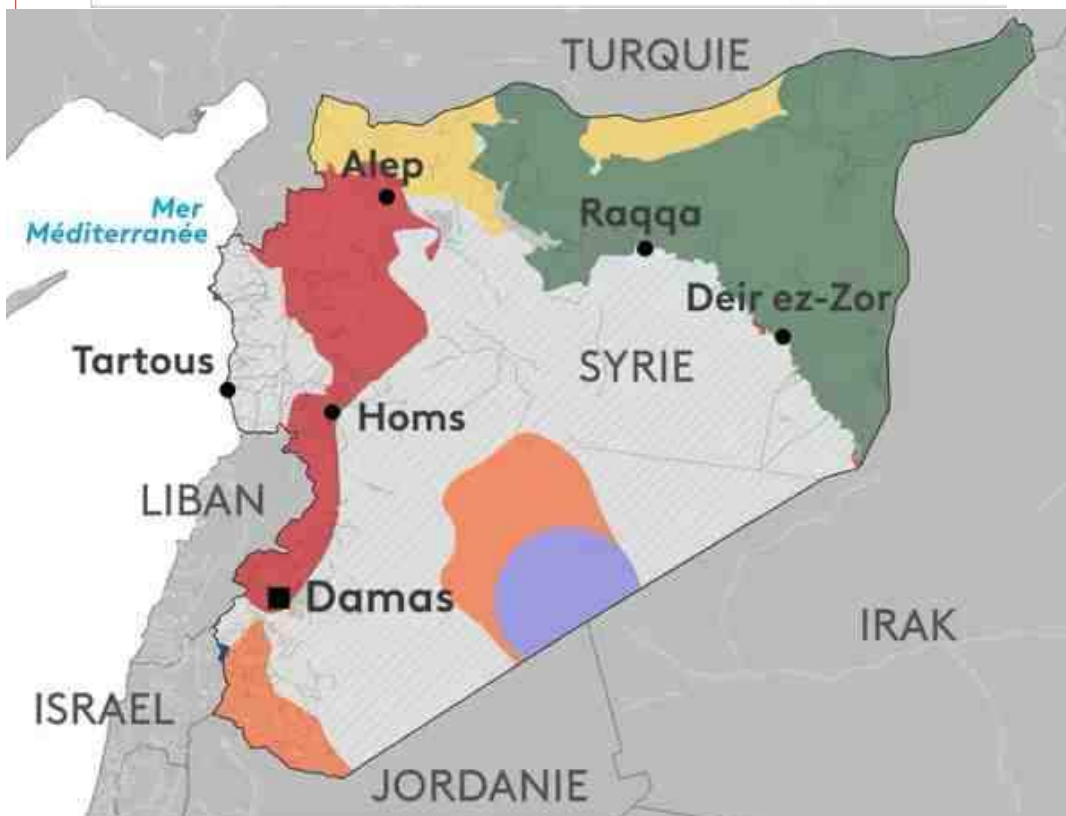 TURQUIE
Alep
Mer
Méditerranée
Raqqa
Deir ez-Zor
Tartous
SYRIE
Homs
LIBAN
Damas
IRAK
ISRAEL
JORDANIE